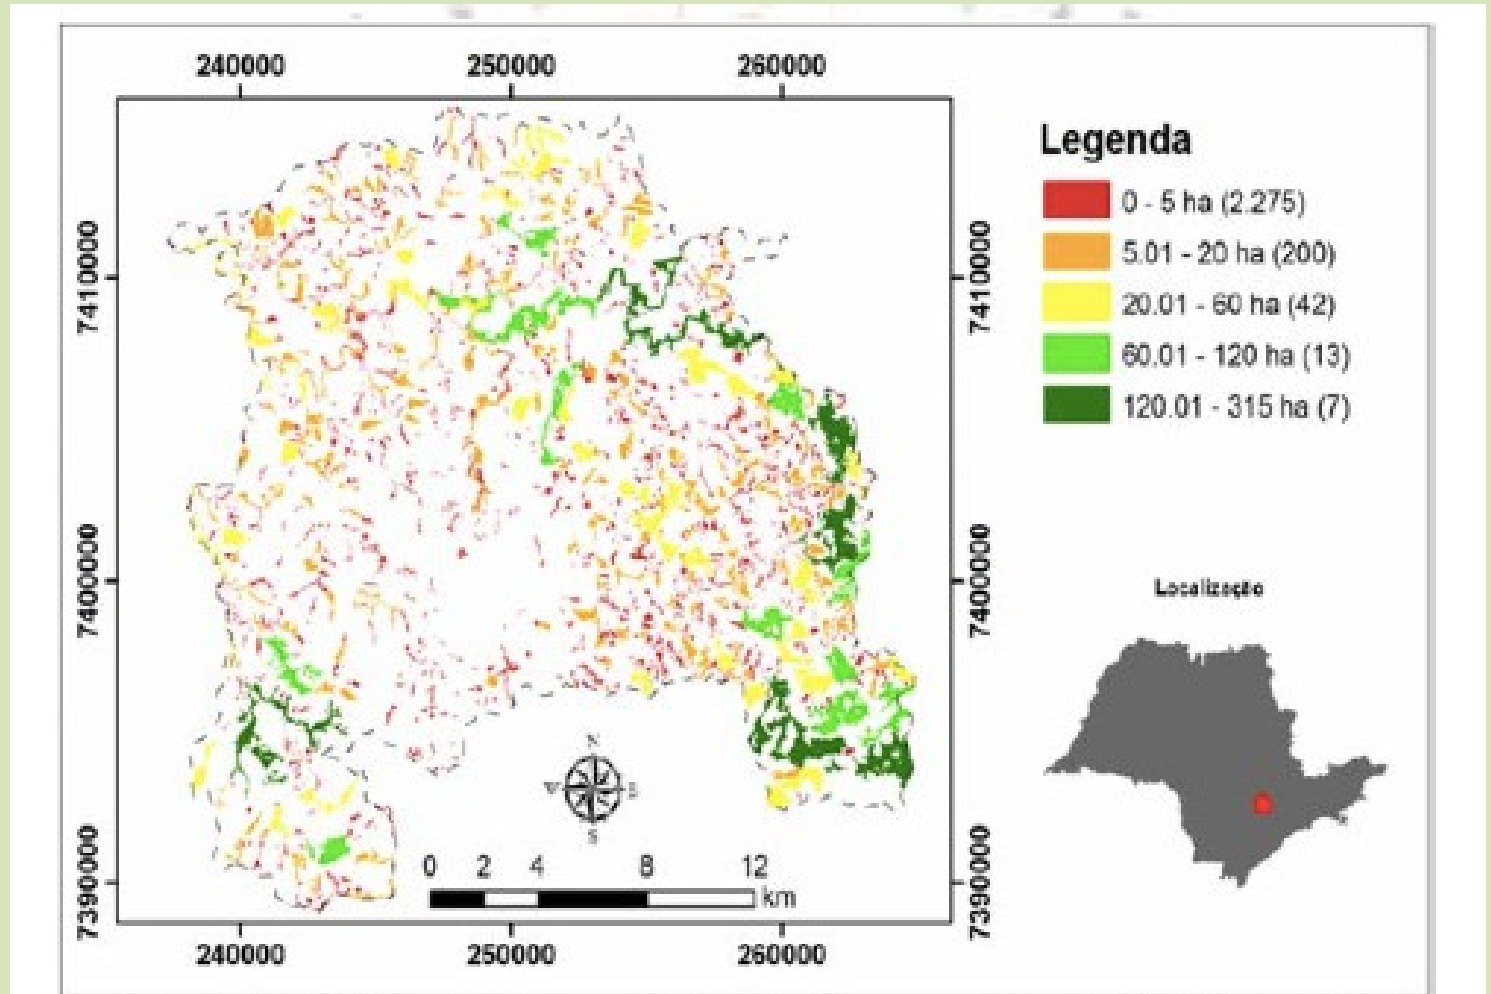 240000 250000 260000
Legenda
0 - 5 ha (2.275)
5.01 - 20 ha (200)
20.01 - 60 ha (42)
60.01 - 120 ha (13)
120.01 - 315 ha (7)
7410000 7410000
7400000 7400000
Localização
N
S
0 2 4 8 12
km
7390000 7390000
240000 250000 260000